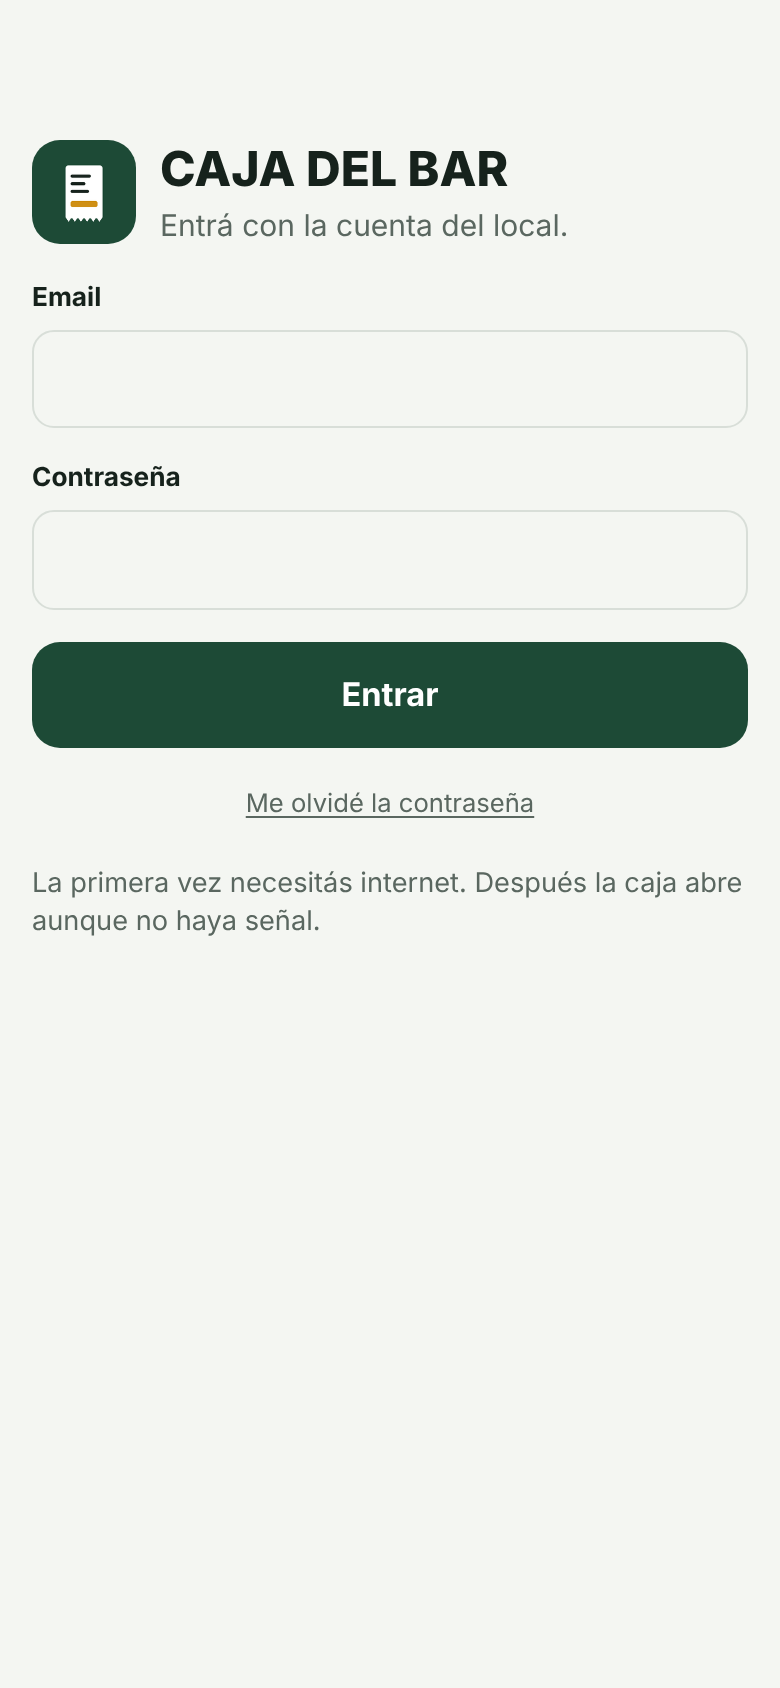 CAJA DEL BAR
Entrá con la cuenta del local.
Email
Contraseña
Entrar
Me olvidé la contraseña
La primera vez necesitás internet. Después la caja abre
aunque no haya señal.